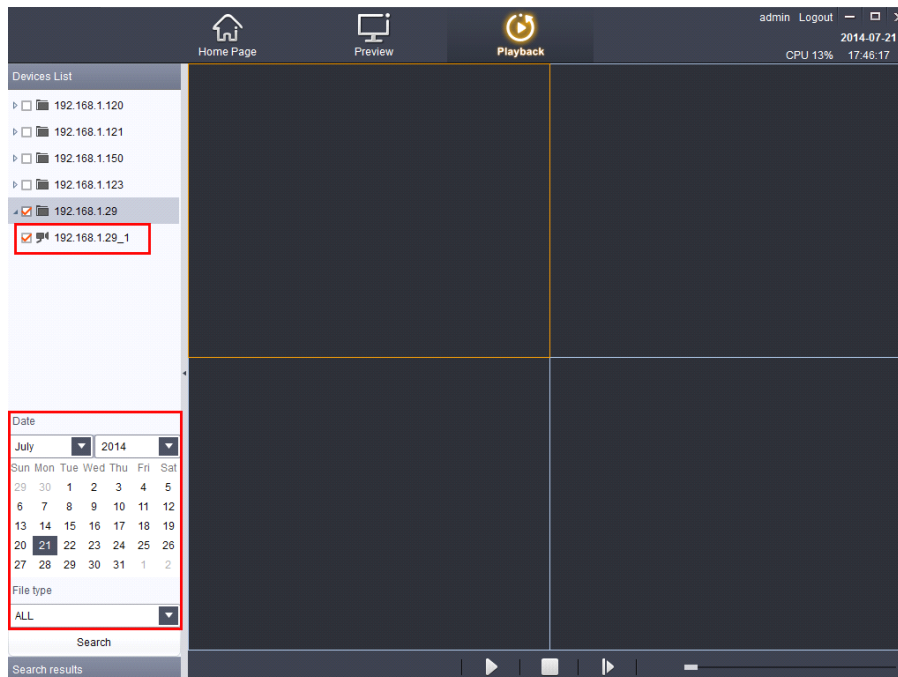 admin Logout
Home Page Preview Playback
2014-07-21
CPU 13% 17:46:17
Devices List
192.168.1.120
192.168.1.121
192.168.1.150
192.168.1.123
192.168.1.29
192.168.1.29_1
Date
July 2014
Sun Mon Tue Wed Thu Fri Sat
29 30 1 2 3 4 5
6 7 8 9 10 11 12
13 14 15 16 17 18 19
20 21 22 23 24 25 26
27 28 29 30 31 1 2
File type
ALL
Search
Search results